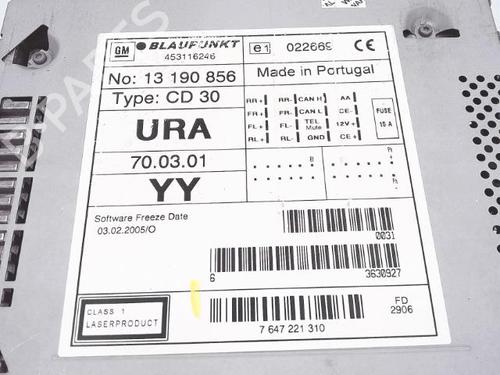 GM BLAUPUNKT e1 022669 CE
453116246
No: 13 190 856 Made in Portugal
Type: CD 30
RR + RR- CAN H AA
FR + FR- CAN L CE-
FL + FL- TEL Mute 12V+
RL + RL- GND CE +
FUSE
10 A
URA
70.03.01
YY
Software Freeze Date
03.02.2005/O
0031
6 3630927
CLASS 1
LASERPRODUCT
7 647 221 310
FD
2906